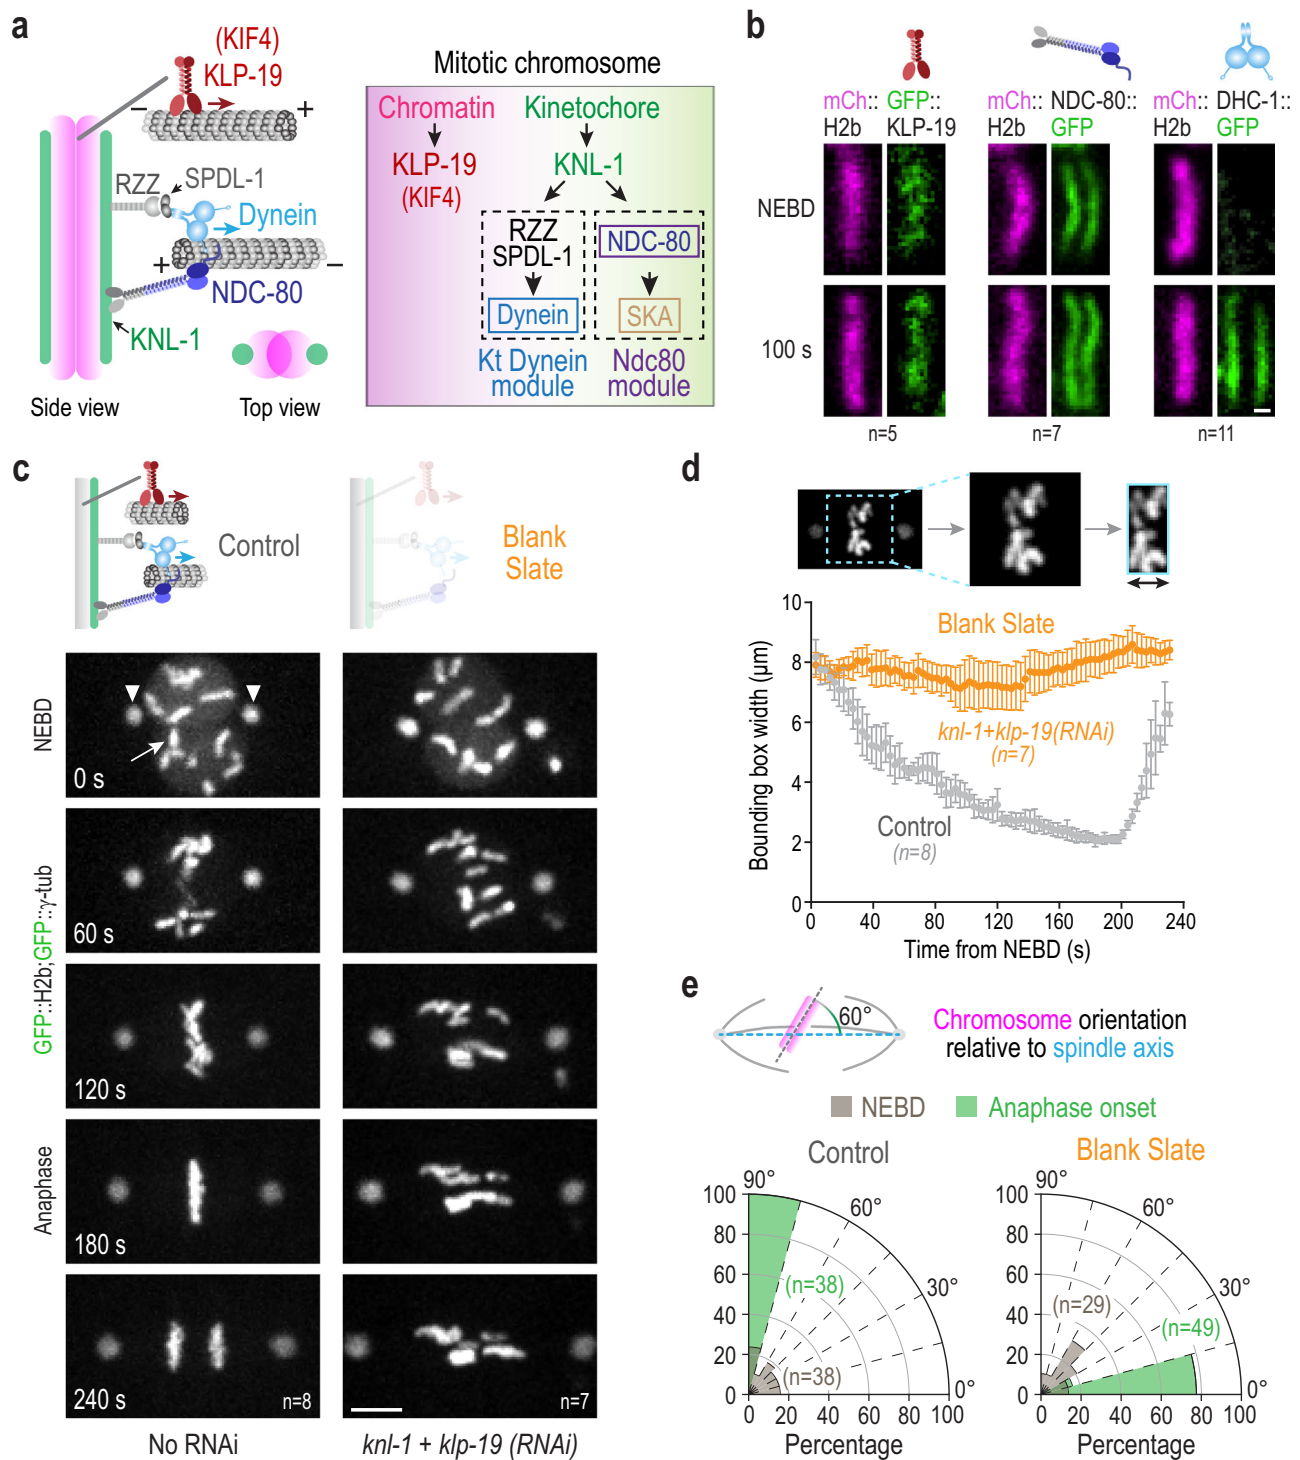 a
(KIF4)
KLP-19
−
+
RZZ
SPDL-1
Dynein
+
−
NDC-80
KNL-1
Side view
Top view
Mitotic chromosome
Chromatin
Kinetochore
KLP-19
(KIF4)
KNL-1
RZZ
SPDL-1
NDC-80
Dynein
SKA
Kt Dynein
module
Ndc80
module
b
mCh::
H2b
GFP::
KLP-19
mCh::
H2b
NDC-80::
GFP
mCh::
H2b
DHC-1::
GFP
NEBD
100 s
n=5
n=7
n=11
c
Control
Blank
Slate
NEBD
0 s
60 s
GFP::H2b;GFP::γ-tub
120 s
Anaphase
180 s
240 s
n=8
n=7
No RNAi
knl-1 + klp-19 (RNAi)
d
Bounding box width (μm)
10
8
6
4
2
0
Blank Slate
knl-1+klp-19(RNAi)
(n=7)
Control
(n=8)
0 40 80 120 160 200 240
Time from NEBD (s)
e
60°
Chromosome orientation
relative to spindle axis
NEBD
Anaphase onset
Control
90°
60°
30°
0°
100
80
60
40
20
0
(n=38)
(n=38)
0 20 40 60 80 100
Percentage
Blank Slate
90°
60°
30°
0°
100
80
60
40
20
0
(n=29)
(n=49)
0 20 40 60 80 100
Percentage